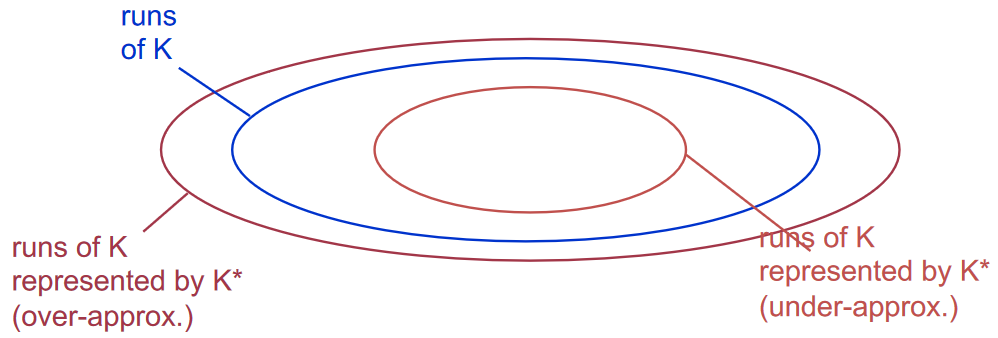 runs
of K
runs of K
represented by K*
(over-approx.)
runs of K
represented by K*
(under-approx.)